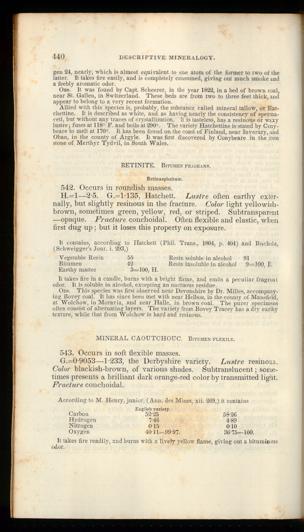 440 DESCRIPTIVE MINERALOGY.
gen 24, nearly, which is almost equivalent to one atom of the former to two of the
latter. It takes fire easily, and is completely consumed, giving out much smoke and
a feebly aromatic odor.
Obs. It was found by Capt. Scheerer, in the year 1822, in a bed of brown coal,
near St. Gallen, in Switzerland. These beds are from two to three feet thick, and
appear to belong to a very recent formation.
Allied with this species is, probably, the substance called mineral tallow, or Hat-
chettine. It is described as white, and as having nearly the consistency of sperma-
ceti, but without any traces of crystallization. It is tasteless, has a resinous or waxy
luster, fuses at 118° F. and boils at 290°. The Merthyr Hatchettine is stated by Cony-
beare to melt at 170°. It has been found on the coast of Finland, near Inverary, and
Oban, in the county of Argyle. It was first discovered by Conybeare in the iron
stone of Merthyr Tydvil, in South Wales.
RETINITE. BITUMEN FRAGRANS.
Retinasphaltum.
542. Occurs in roundish masses.
H.=1—2·5. G.=1·135, Hatchett. Lustre often earthy exter-
nally, but slightly resinous in the fracture. Color light yellowish-
brown, sometimes green, yellow, red, or striped. Subtransparent
—opaque. Fracture conchoidal. Often flexible and elastic, when
first dug up; but it loses this property on exposure.
It contains, according to Hatchett (Phil. Trans., 1804, p. 404) and Bucholz,
(Schweigger's Jour. i. 293,)
Vegetable Resin 55 Resin soluble in alcohol 91
Bitumen 42 Resin insoluble in alcohol 9=100, B.
Earthy matter 3=100, H.
It takes fire in a candle, burns with a bright flame, and emits a peculiar fragrant
odor. It is soluble in alcohol, excepting an unctuous residue.
Obs. This species was first observed near Devonshire by Dr. Milles, accompany-
ing Bovey coal. It has since been met with near Helbra, in the county of Mansfeld,
at Wolchow, in Moravia, and near Halle, in brown coal. The purer specimens
often consist of alternating layers. The variety from Bovey Tracey has a dry earthy
texture, while that from Wolchow is hard and resinous.
MINERAL CAOUTCHOUC. BITUMEN FLEXILE.
543. Occurs in soft flexible masses.
G.=0·9053—1·233, the Derbyshire variety. Lustre resinous.
Color blackish-brown, of various shades. Subtranslucent; some-
times presents a brilliant dark orange-red color by transmitted light.
Fracture conchoidal.
According to M. Henry, junior, (Ann. des Mines, xii. 269,) it contains
English variety.
Carbon 52·25 58·26
Hydrogen 7·46 4·89
Nitrogen 0·15 0·10
Oxygen 40·11=99·97. 36·75=100.
It takes fire readily, and burns with a lively yellow flame, giving out a bituminous
odor.